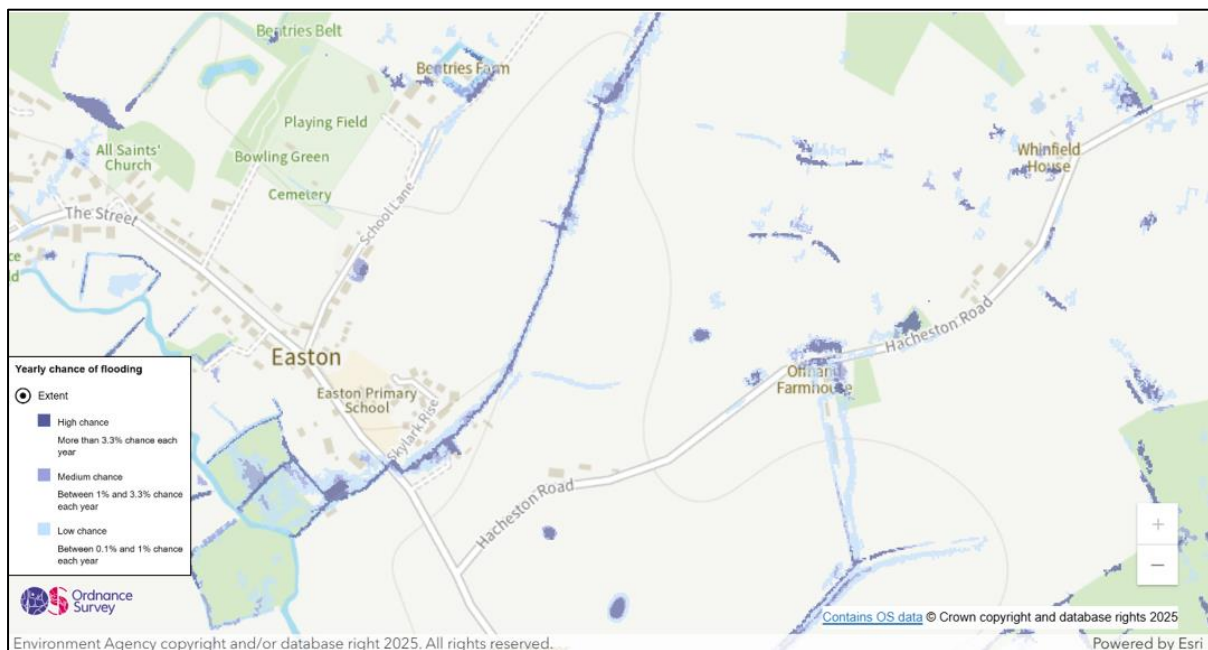 Bentries Belt
Bentries Farm
Playing Field
All Saints'
Church
Bowling Green
Whinfield
House
Cemetery
School Lane
The Street
Hacheston Road
Easton
Easton Primary
School
Farmhouse
Skylark Rise
Hacheston Road
Yearly chance of flooding
Extent
High chance
More than 3.3% chance each
year
Medium chance
Between 1% and 3.3% chance
each year
Low chance
Between 0.1% and 1% chance
each year
+
−
Ordnance
Survey
Contains OS data © Crown copyright and database rights 2025
Environment Agency copyright and/or database right 2025. All rights reserved.
Powered by Esri